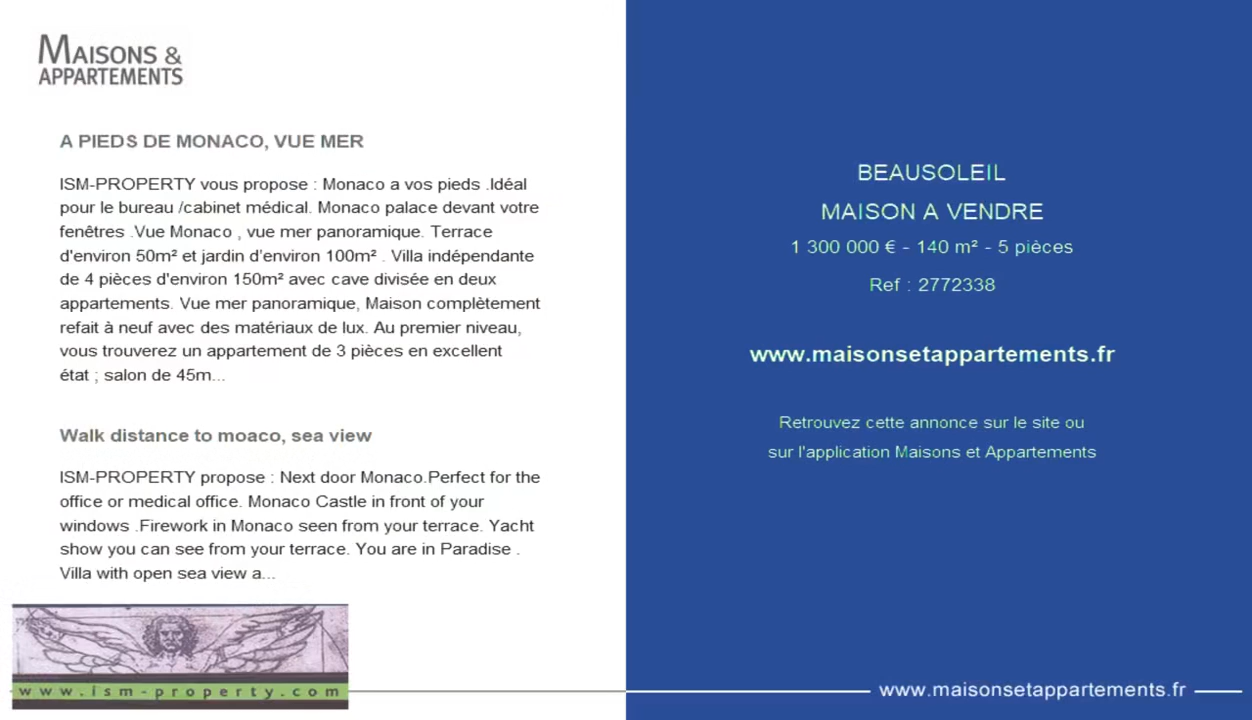 MAISONS &
APPARTEMENTS
A PIEDS DE MONACO, VUE MER
ISM-PROPERTY vous propose : Monaco a vos pieds .Idéal
pour le bureau /cabinet médical. Monaco palace devant votre
fenêtres .Vue Monaco , vue mer panoramique. Terrace
d'environ 50m² et jardin d'environ 100m² . Villa indépendante
de 4 pièces d'environ 150m² avec cave divisée en deux
appartements. Vue mer panoramique, Maison complètement
refait à neuf avec des matériaux de lux. Au premier niveau,
vous trouverez un appartement de 3 pièces en excellent
état ; salon de 45m...
Walk distance to moaco, sea view
ISM-PROPERTY propose : Next door Monaco.Perfect for the
office or medical office. Monaco Castle in front of your
windows .Firework in Monaco seen from your terrace. Yacht
show you can see from your terrace. You are in Paradise .
Villa with open sea view a...
www.ism-property.com
BEAUSOLEIL
MAISON A VENDRE
1 300 000 € - 140 m² - 5 pièces
Ref : 2772338
www.maisonsetappartements.fr
Retrouvez cette annonce sur le site ou
sur l'application Maisons et Appartements
www.maisonsetappartements.fr